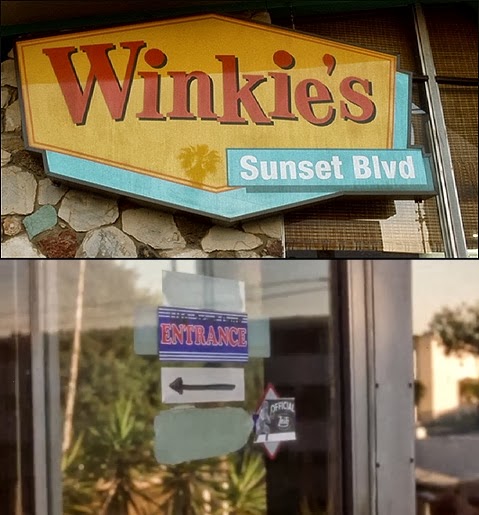 Winkie's
Sunset Blvd
ENTRANCE
OFFICIAL